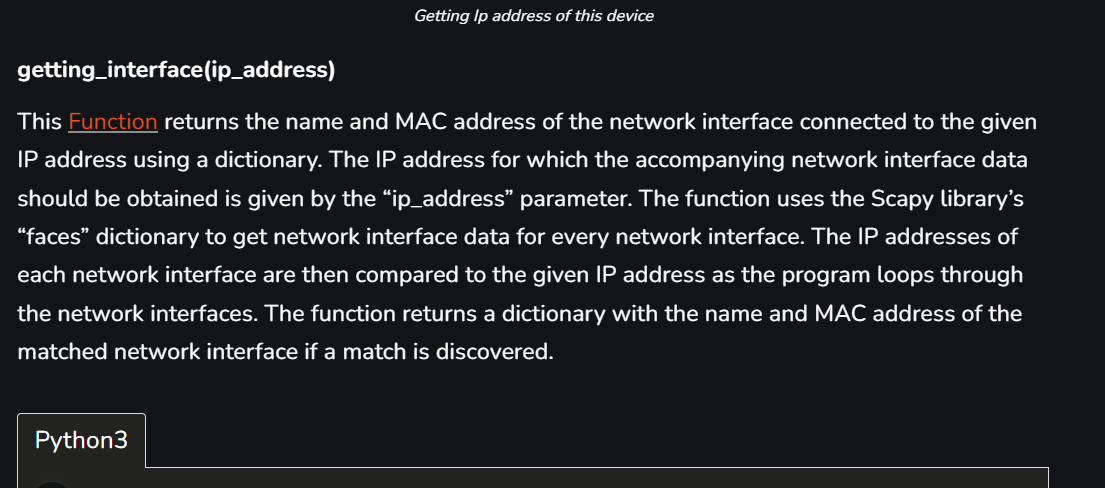 Getting Ip address of this device
getting_interface(ip_address)
This Function returns the name and MAC address of the network interface connected to the given
IP address using a dictionary. The IP address for which the accompanying network interface data
should be obtained is given by the “ip_address” parameter. The function uses the Scapy library’s
“faces” dictionary to get network interface data for every network interface. The IP addresses of
each network interface are then compared to the given IP address as the program loops through
the network interfaces. The function returns a dictionary with the name and MAC address of the
matched network interface if a match is discovered.
Python3